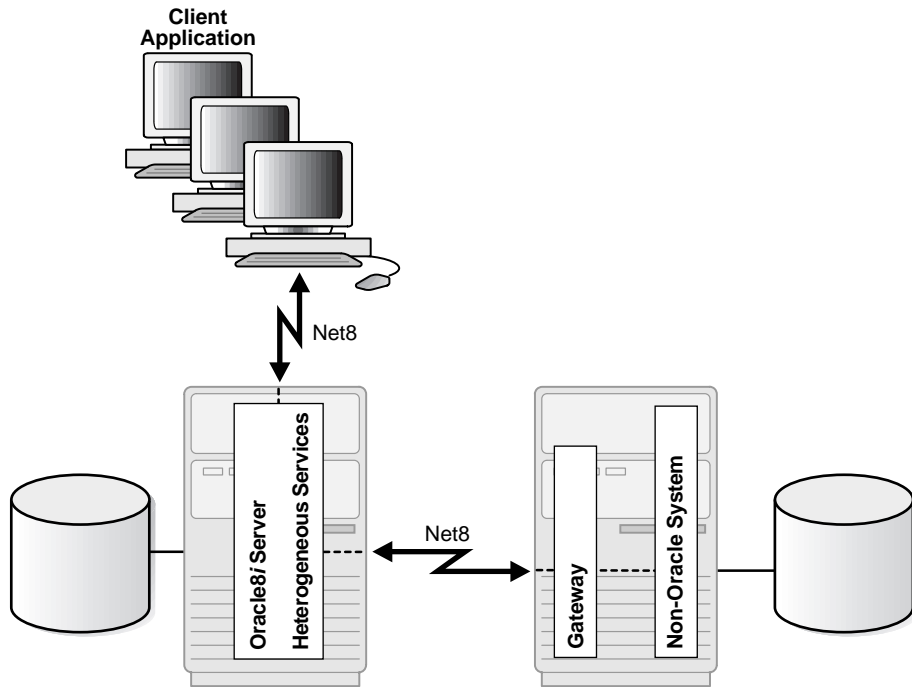 Client
Application
Net8
Oracle8i Server
Heterogeneous Services
Net8
Gateway
Non-Oracle System